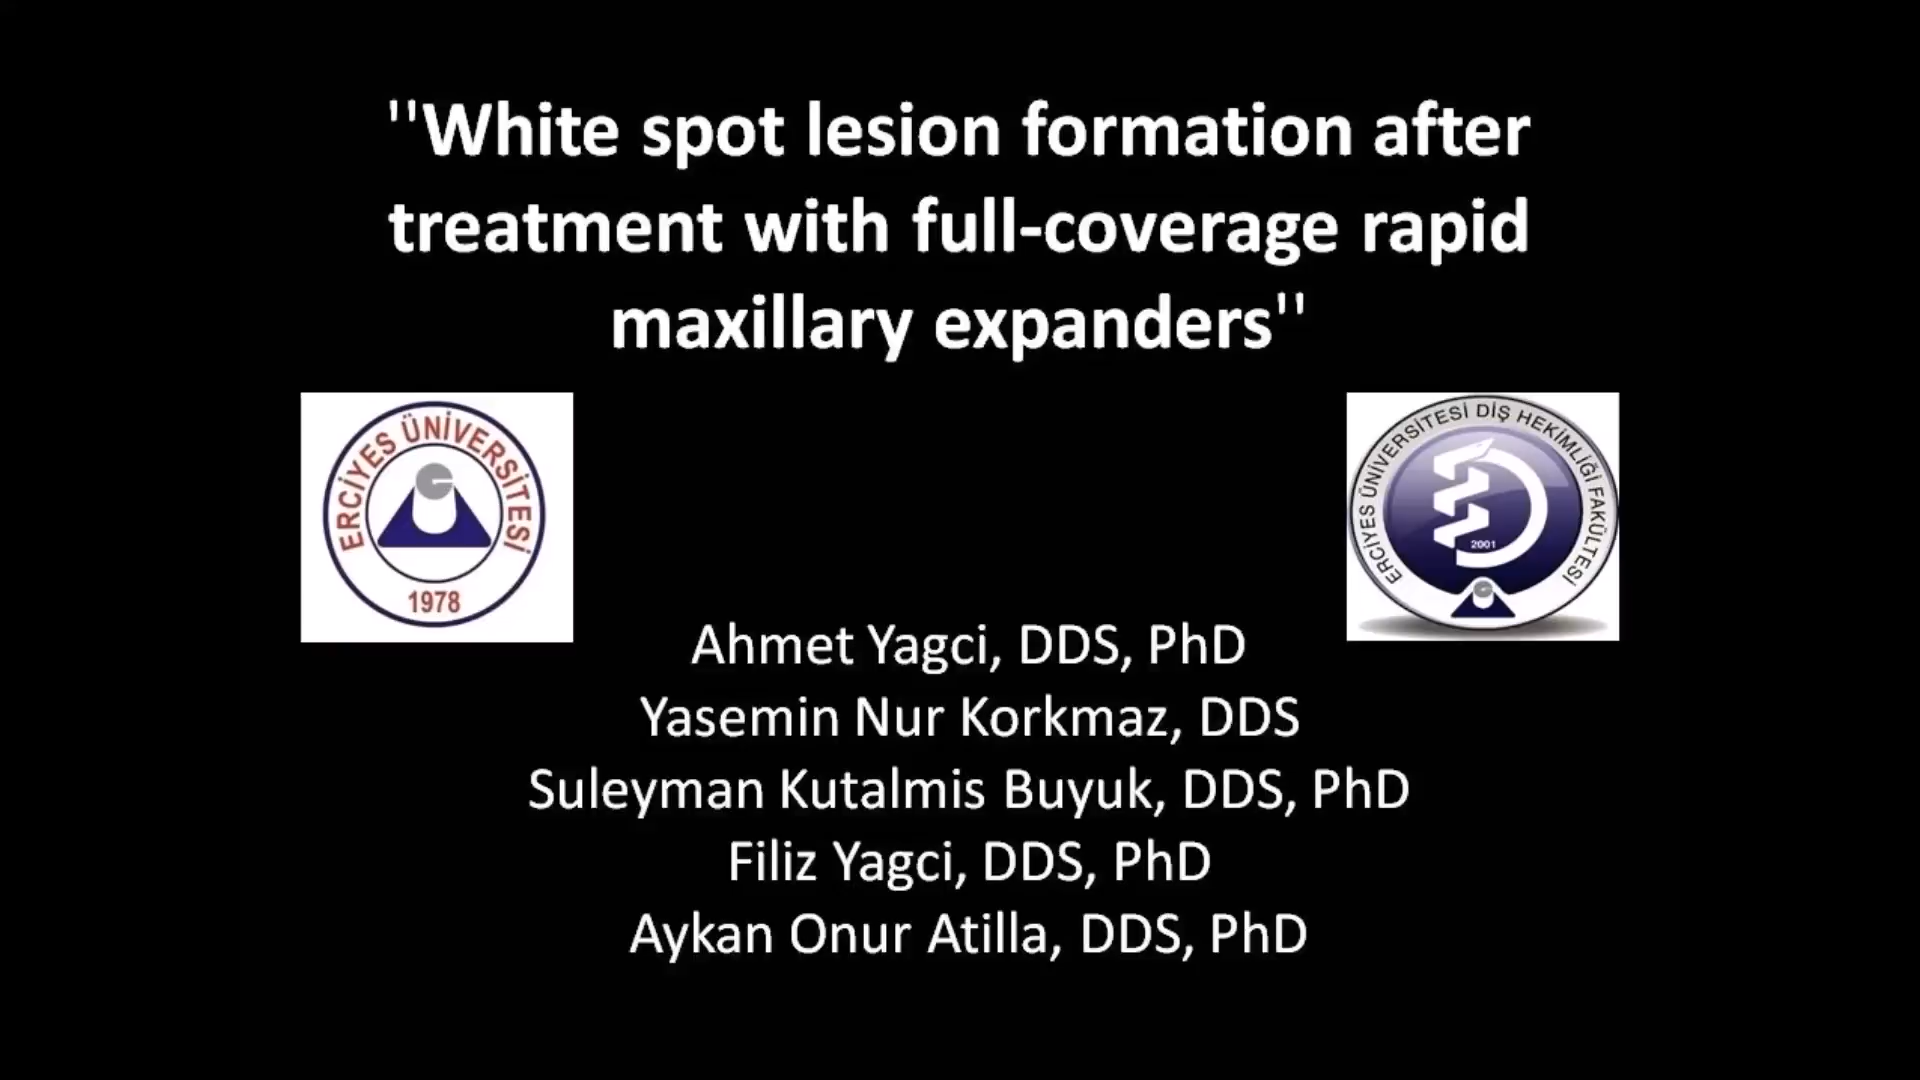 "White spot lesion formation after
treatment with full-coverage rapid
maxillary expanders"
ERCİYES ÜNİVERSİTESİ
1978
ERCİYES ÜNİVERSİTESİ DİŞ HEKİMLİĞİ FAKÜLTESİ
2001
Ahmet Yagci, DDS, PhD
Yasemin Nur Korkmaz, DDS
Suleyman Kutalmis Buyuk, DDS, PhD
Filiz Yagci, DDS, PhD
Aykan Onur Atilla, DDS, PhD